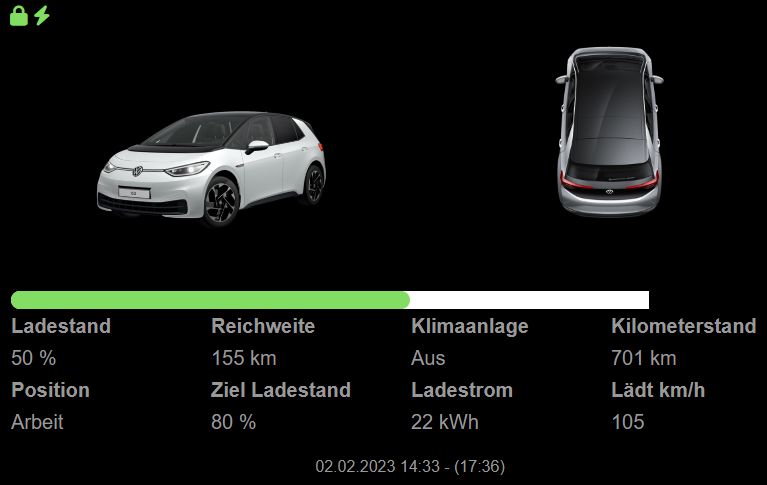 Ladestand Reichweite Klimaanlage Kilometerstand
50 % 155 km Aus 701 km
Position Ziel Ladestand Ladestrom Lädt km/h
Arbeit 80 % 22 kWh 105
02.02.2023 14:33 - (17:36)